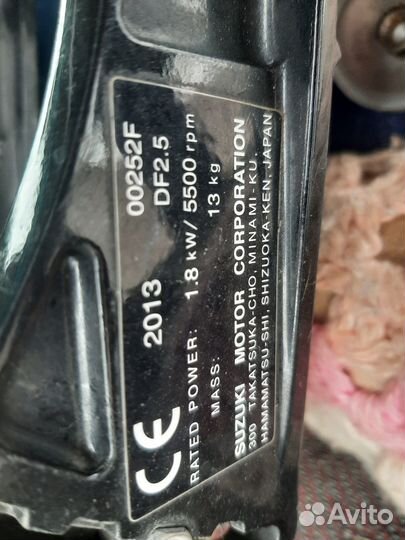 00252F
CE 2013 DF2.5
RATED POWER: 1.8 kW/ 5500 rpm
MASS: 13 kg
SUZUKI MOTOR CORPORATION
300 TAKATSUKA-CHO, MINAMI-KU,
HAMAMATSU-SHI, SHIZUOKA-KEN, JAPAN
Avito